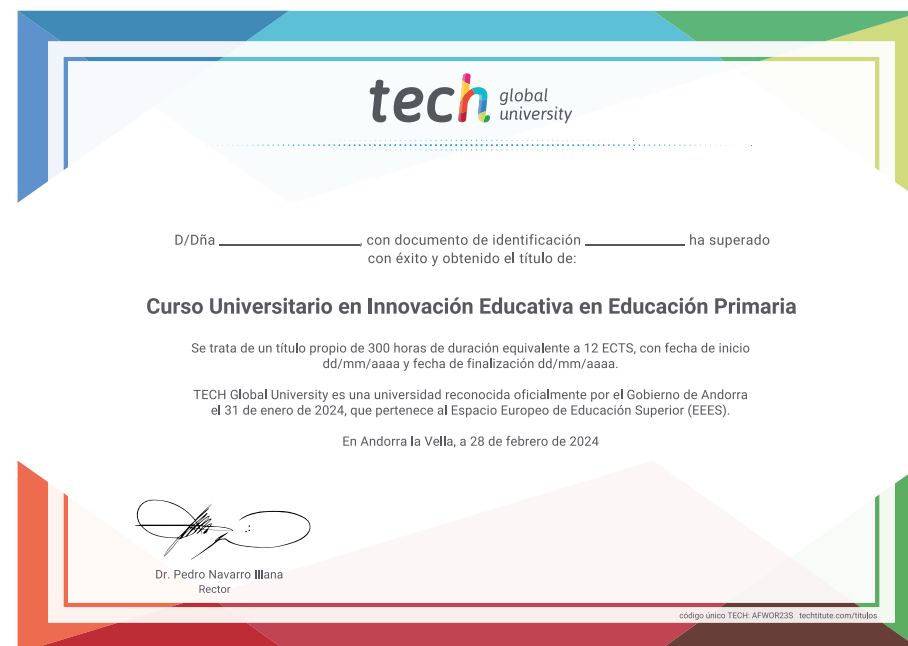 tech global university
D/Dña ____________________, con documento de identificación ______________ ha superado
con éxito y obtenido el título de:
Curso Universitario en Innovación Educativa en Educación Primaria
Se trata de un título propio de 300 horas de duración equivalente a 12 ECTS, con fecha de inicio
dd/mm/aaaa y fecha de finalización dd/mm/aaaa.
TECH Global University es una universidad reconocida oficialmente por el Gobierno de Andorra
el 31 de enero de 2024, que pertenece al Espacio Europeo de Educación Superior (EEES).
En Andorra la Vella, a 28 de febrero de 2024
Dr. Pedro Navarro Illana
Rector
código único TECH: AFWOR23S techtitute.com/titulos